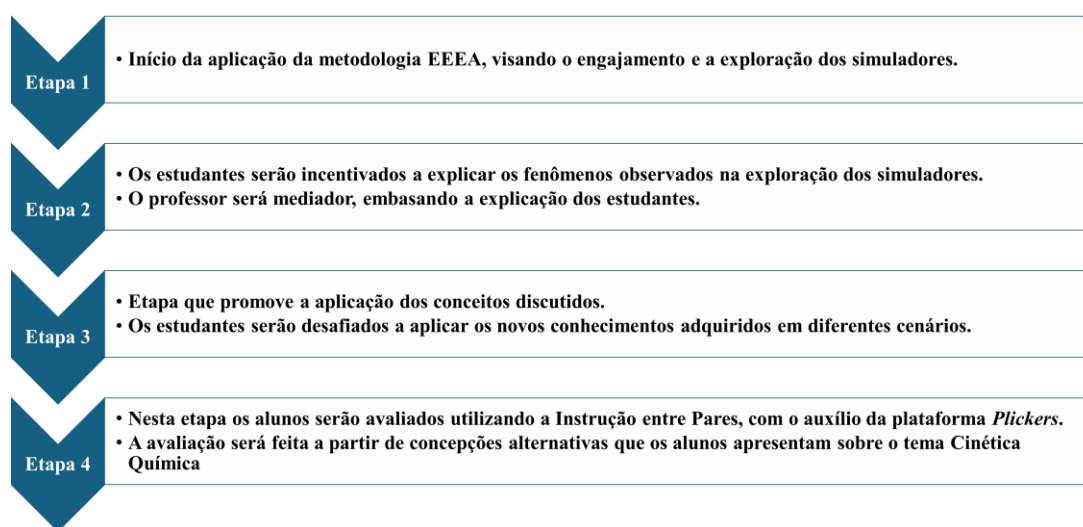 Etapa 1
• Início da aplicação da metodologia EEEA, visando o engajamento e a exploração dos simuladores.
Etapa 2
• Os estudantes serão incentivados a explicar os fenômenos observados na exploração dos simuladores.
• O professor será mediador, embasando a explicação dos estudantes.
Etapa 3
• Etapa que promove a aplicação dos conceitos discutidos.
• Os estudantes serão desafiados a aplicar os novos conhecimentos adquiridos em diferentes cenários.
Etapa 4
• Nesta etapa os alunos serão avaliados utilizando a Instrução entre Pares, com o auxílio da plataforma Plickers.
• A avaliação será feita a partir de concepções alternativas que os alunos apresentam sobre o tema Cinética
Química